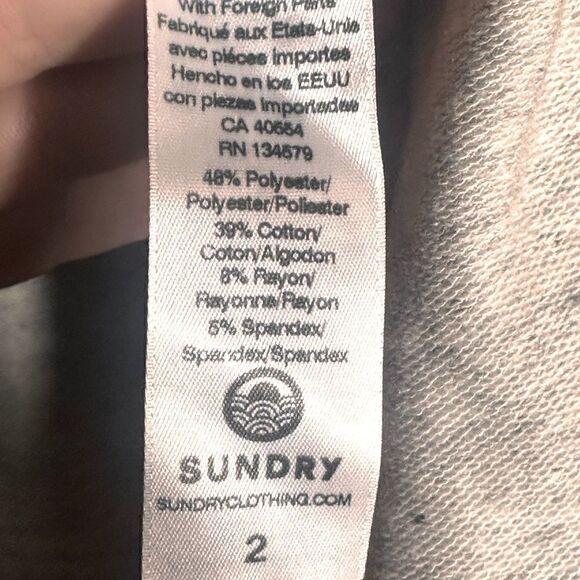 With Foreign Parts
Fabriqué aux Etats-Unis
avec pièces importes
Hencho en los EEUU
con piezas importadas
CA 40554
RN 134579
48% Polyester/
Polyester/Poliester
39% Cotton/
Coton/Algodon
8% Rayon/
Rayonne/Rayon
5% Spandex/
Spandex/Spandex
SUNDRY
SUNDRYCLOTHING.COM
2